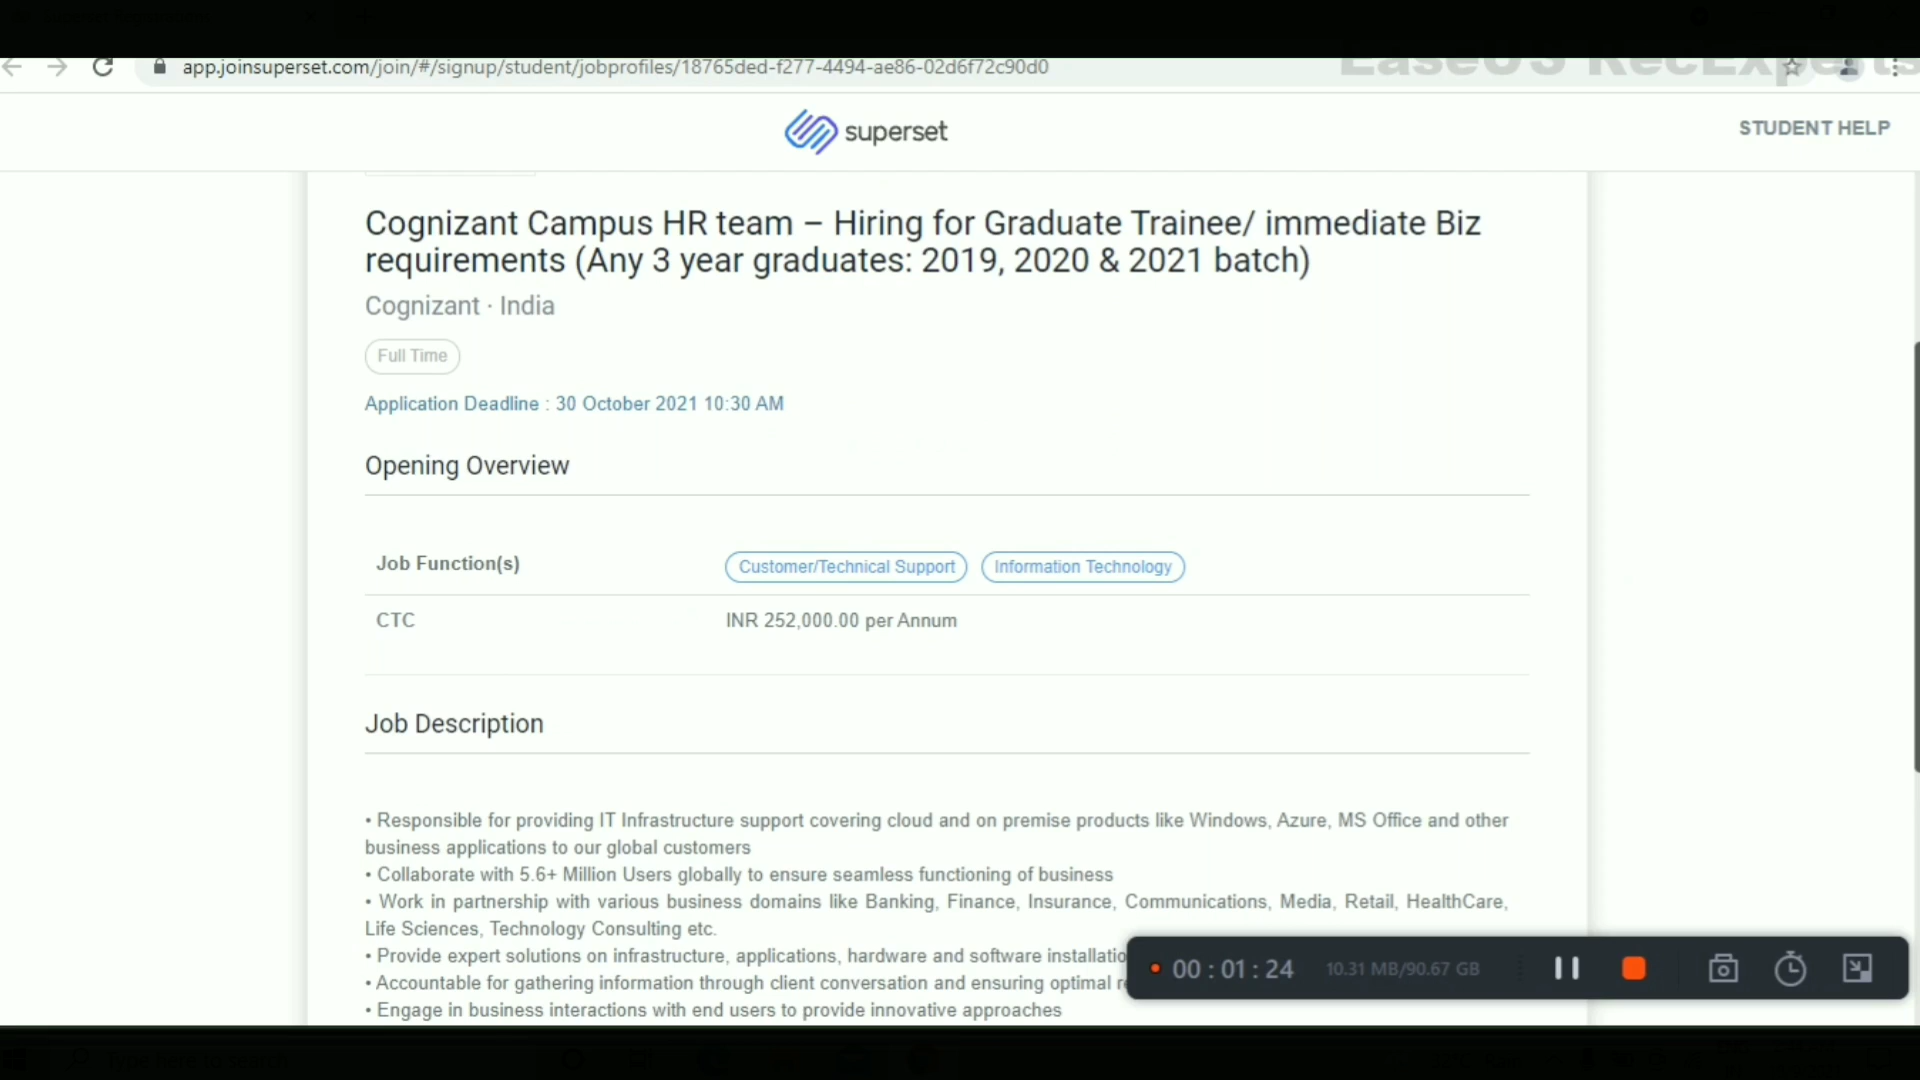 app.joinsuperset.com/join/#/signup/student/jobprofiles/18765ded-f277-4494-ae86-02d6f72c90d0
EaseUS RecExperts
superset
STUDENT HELP
Cognizant Campus HR team – Hiring for Graduate Trainee/ immediate Biz
requirements (Any 3 year graduates: 2019, 2020 & 2021 batch)
Cognizant · India
Full Time
Application Deadline : 30 October 2021 10:30 AM
Opening Overview
Job Function(s)
Customer/Technical Support
Information Technology
CTC
INR 252,000.00 per Annum
Job Description
• Responsible for providing IT Infrastructure support covering cloud and on premise products like Windows, Azure, MS Office and other
business applications to our global customers
• Collaborate with 5.6+ Million Users globally to ensure seamless functioning of business
• Work in partnership with various business domains like Banking, Finance, Insurance, Communications, Media, Retail, HealthCare,
Life Sciences, Technology Consulting etc.
• Provide expert solutions on infrastructure, applications, hardware and software installatio
• Accountable for gathering information through client conversation and ensuring optimal r
• Engage in business interactions with end users to provide innovative approaches
00 : 01 : 24
10.31 MB/90.67 GB
Type here to search